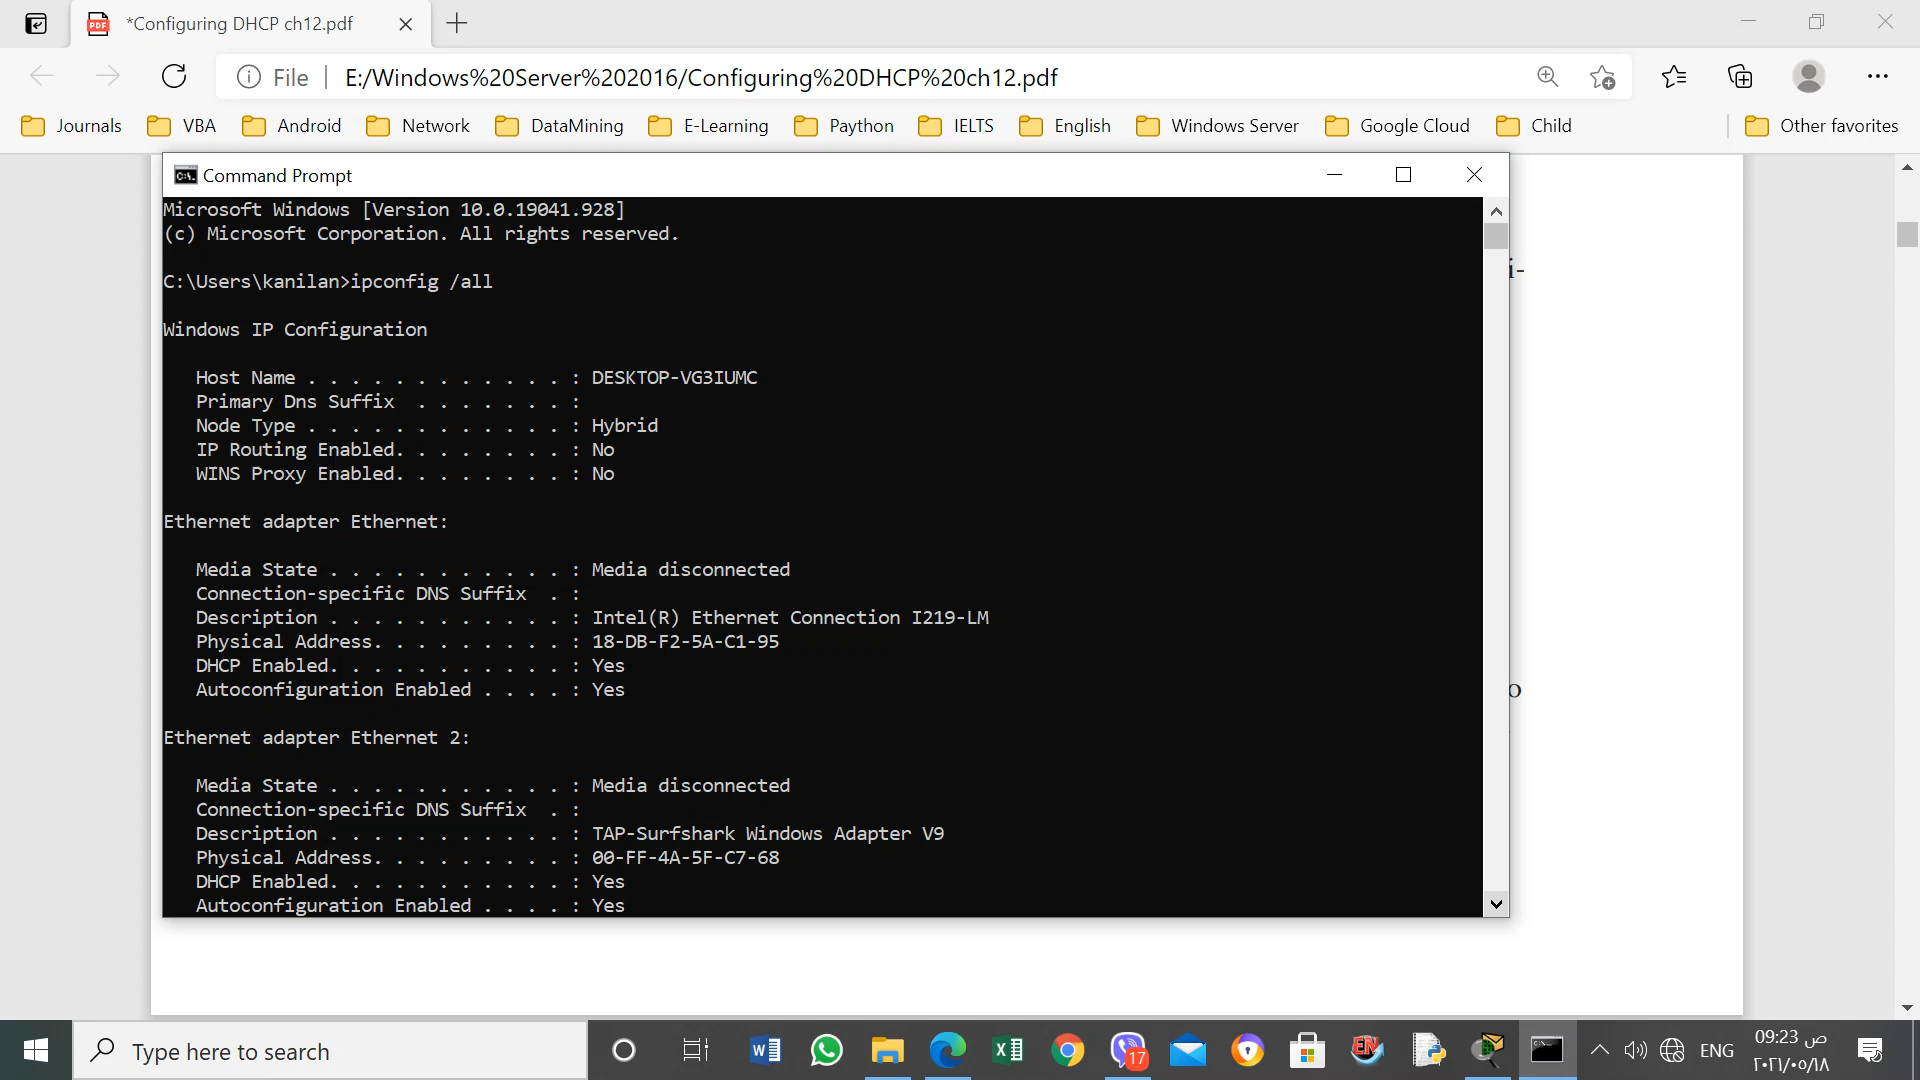 *Configuring DHCP ch12.pdf
File
E:/Windows%20Server%202016/Configuring%20DHCP%20ch12.pdf
Journals VBA Android Network DataMining E-Learning Paython IELTS English Windows Server Google Cloud Child Other favorites
Command Prompt
Microsoft Windows [Version 10.0.19041.928]
(c) Microsoft Corporation. All rights reserved.
C:\Users\kanilan>ipconfig /all
Windows IP Configuration
Host Name . . . . . . . . . . . . : DESKTOP-VG3IUMC
Primary Dns Suffix  . . . . . . . :
Node Type . . . . . . . . . . . . : Hybrid
IP Routing Enabled. . . . . . . . : No
WINS Proxy Enabled. . . . . . . . : No
Ethernet adapter Ethernet:
Media State . . . . . . . . . . . : Media disconnected
Connection-specific DNS Suffix  . :
Description . . . . . . . . . . . : Intel(R) Ethernet Connection I219-LM
Physical Address. . . . . . . . . : 18-DB-F2-5A-C1-95
DHCP Enabled. . . . . . . . . . . : Yes
Autoconfiguration Enabled . . . . : Yes
Ethernet adapter Ethernet 2:
Media State . . . . . . . . . . . : Media disconnected
Connection-specific DNS Suffix  . :
Description . . . . . . . . . . . : TAP-Surfshark Windows Adapter V9
Physical Address. . . . . . . . . : 00-FF-4A-5F-C7-68
DHCP Enabled. . . . . . . . . . . : Yes
Autoconfiguration Enabled . . . . : Yes
i-
o
Type here to search
17
ENG
09:23 ص
٢٠٢١/٠٥/١٨